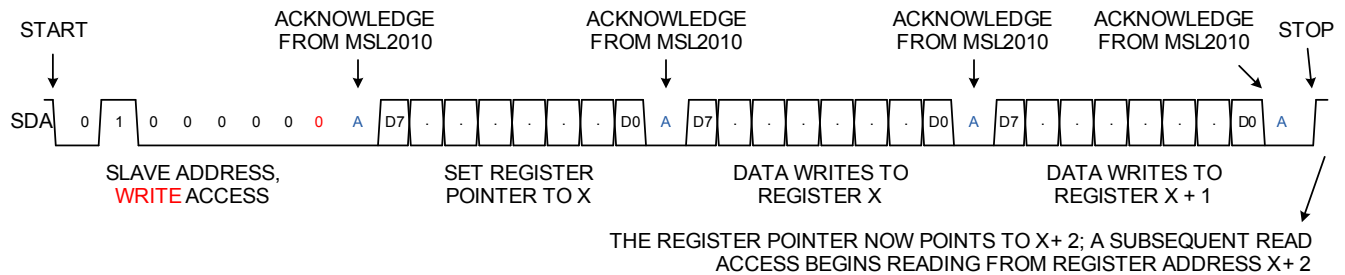 START
ACKNOWLEDGE
FROM MSL2010
ACKNOWLEDGE
FROM MSL2010
ACKNOWLEDGE
FROM MSL2010
ACKNOWLEDGE
FROM MSL2010
STOP
SDA 0 1 0 0 0 0 0 0 A D7 . . . . . . D0 A D7 . . . . . . D0 A D7 . . . . . . D0 A
SLAVE ADDRESS,
WRITE ACCESS
SET REGISTER
POINTER TO X
DATA WRITES TO
REGISTER X
DATA WRITES TO
REGISTER X + 1
THE REGISTER POINTER NOW POINTS TO X+ 2; A SUBSEQUENT READ
ACCESS BEGINS READING FROM REGISTER ADDRESS X+ 2